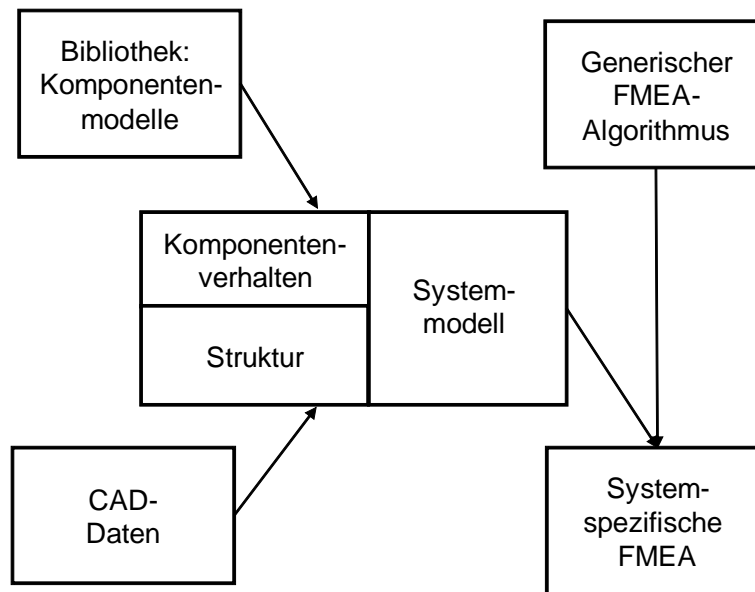 Bibliothek:
Komponenten-
modelle
Generischer
FMEA-
Algorithmus
Komponenten-
verhalten
System-
modell
Struktur
CAD-
Daten
System-
spezifische
FMEA